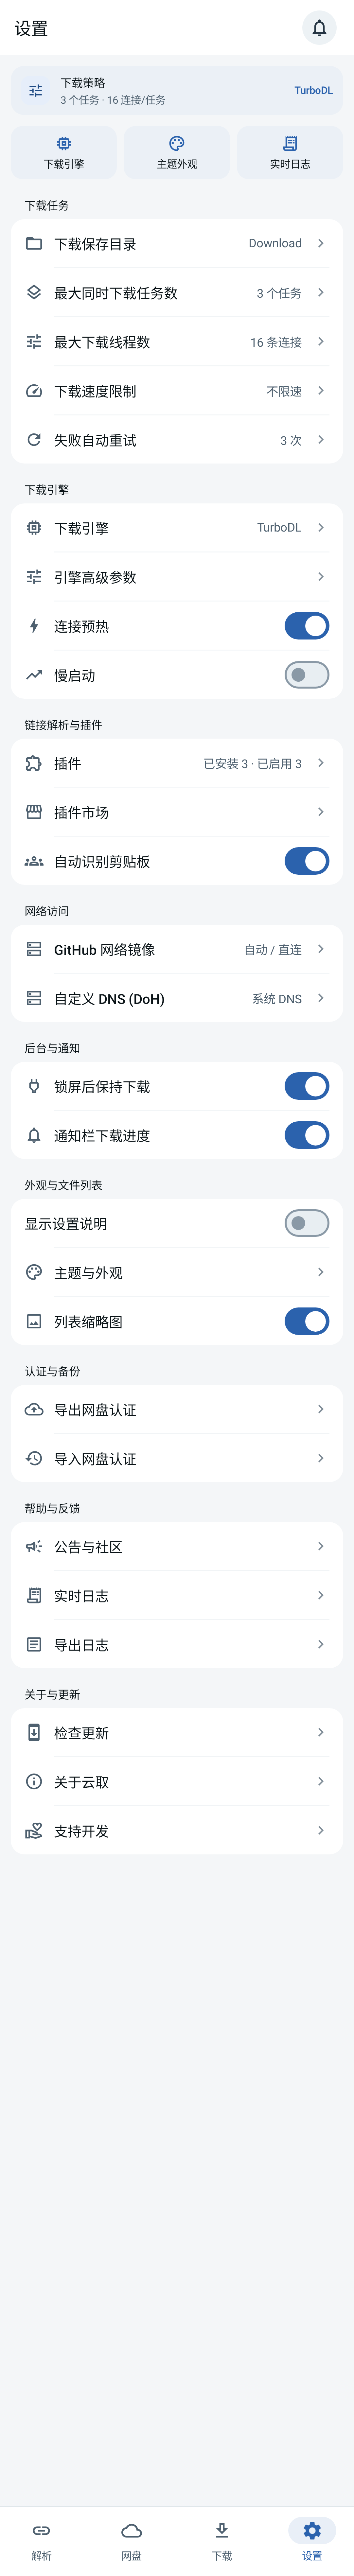 设置
下载策略
3 个任务 · 16 连接/任务
TurboDL
下载引擎
主题外观
实时日志
下载任务
下载保存目录 Download
最大同时下载任务数 3 个任务
最大下载线程数 16 条连接
下载速度限制 不限速
失败自动重试 3 次
下载引擎
下载引擎 TurboDL
引擎高级参数
连接预热
慢启动
链接解析与插件
插件 已安装 3 · 已启用 3
插件市场
自动识别剪贴板
网络访问
GitHub 网络镜像 自动 / 直连
自定义 DNS (DoH) 系统 DNS
后台与通知
锁屏后保持下载
通知栏下载进度
外观与文件列表
显示设置说明
主题与外观
列表缩略图
认证与备份
导出网盘认证
导入网盘认证
帮助与反馈
公告与社区
实时日志
导出日志
关于与更新
检查更新
关于云取
支持开发
解析 网盘 下载 设置